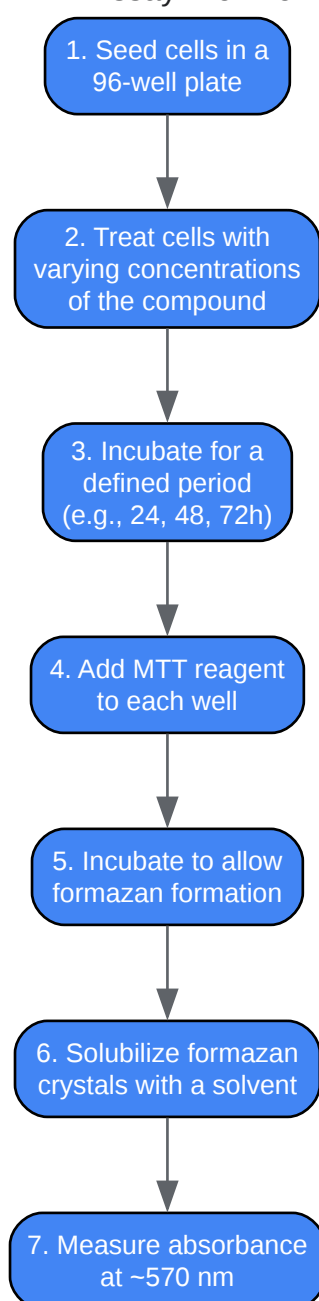 1. Seed cells in a
96-well plate
2. Treat cells with
varying concentrations
of the compound
3. Incubate for a
defined period
(e.g., 24, 48, 72h)
4. Add MTT reagent
to each well
5. Incubate to allow
formazan formation
6. Solubilize formazan
crystals with a solvent
7. Measure absorbance
at ~570 nm